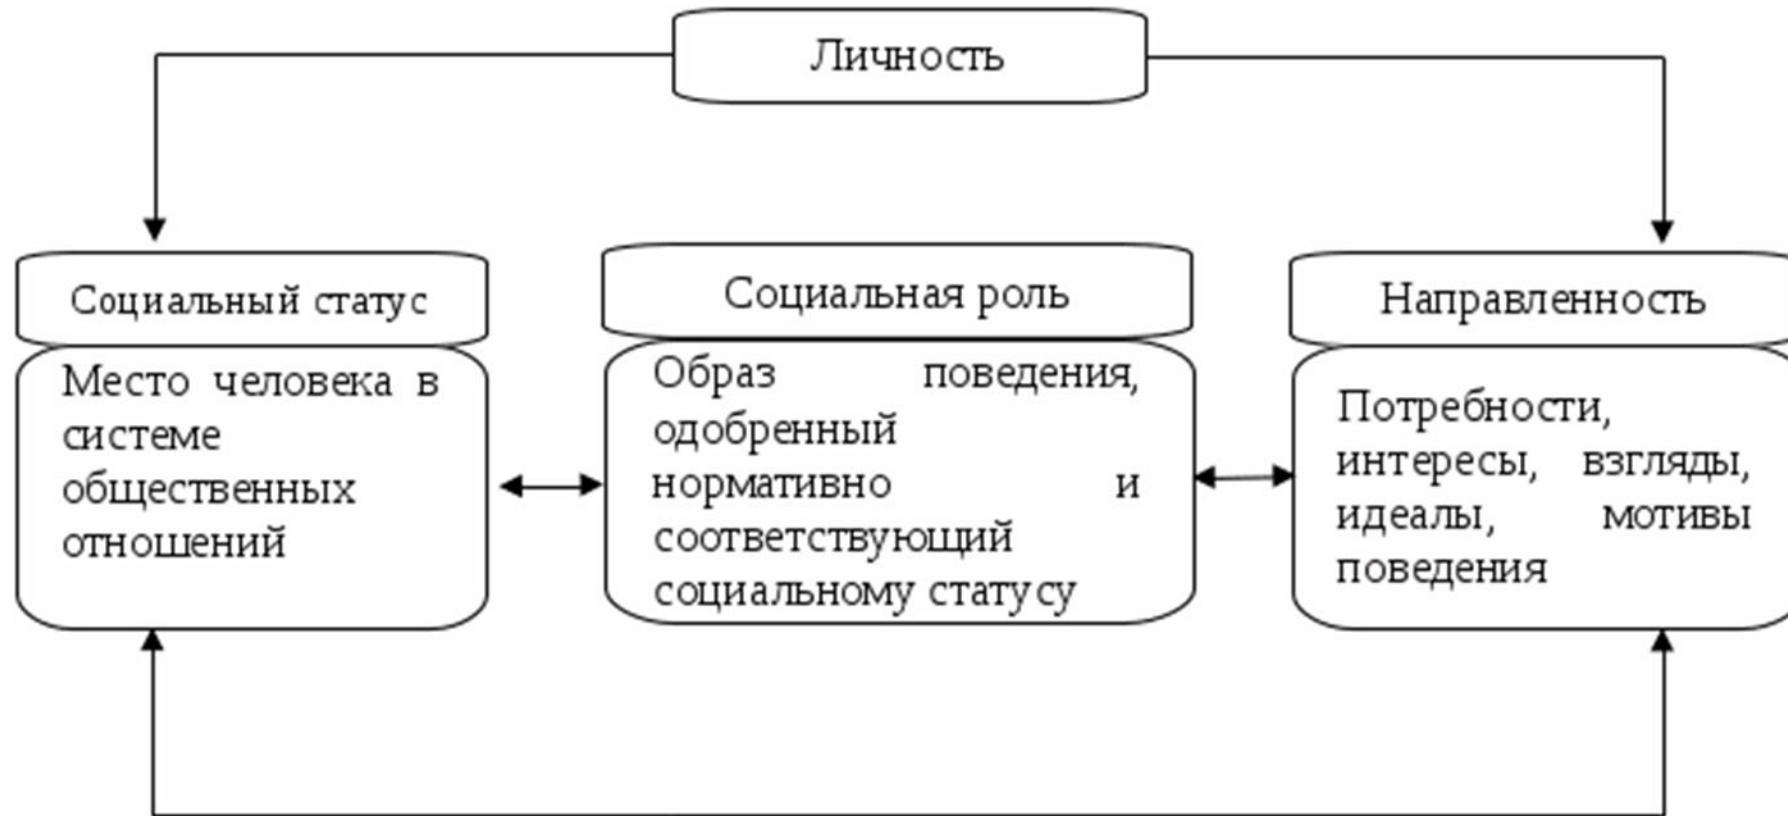 Личность
Социальный статус
Место человека в
системе
общественных
отношений
Социальная роль
Образ поведения,
одобренный
нормативно и
соответствующий
социальному статусу
Направленность
Потребности,
интересы, взгляды,
идеалы, мотивы
поведения